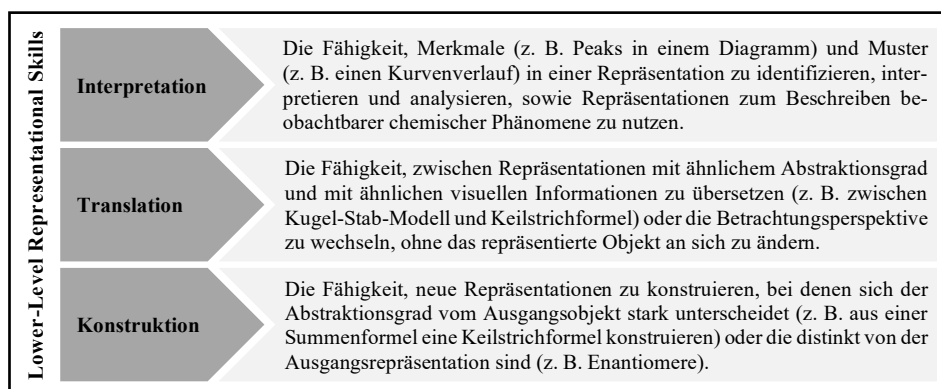 Lower-Level Representational Skills
Interpretation
Die Fähigkeit, Merkmale (z. B. Peaks in einem Diagramm) und Muster
(z. B. einen Kurvenverlauf) in einer Repräsentation zu identifizieren, inter-
pretieren und analysieren, sowie Repräsentationen zum Beschreiben be-
obachtbarer chemischer Phänomene zu nutzen.
Translation
Die Fähigkeit, zwischen Repräsentationen mit ähnlichem Abstraktionsgrad
und mit ähnlichen visuellen Informationen zu übersetzen (z. B. zwischen
Kugel-Stab-Modell und Keilstrichformel) oder die Betrachtungsperspektive
zu wechseln, ohne das repräsentierte Objekt an sich zu ändern.
Konstruktion
Die Fähigkeit, neue Repräsentationen zu konstruieren, bei denen sich der
Abstraktionsgrad vom Ausgangsobjekt stark unterscheidet (z. B. aus einer
Summenformel eine Keilstrichformel konstruieren) oder die distinkt von der
Ausgangsrepräsentation sind (z. B. Enantiomere).